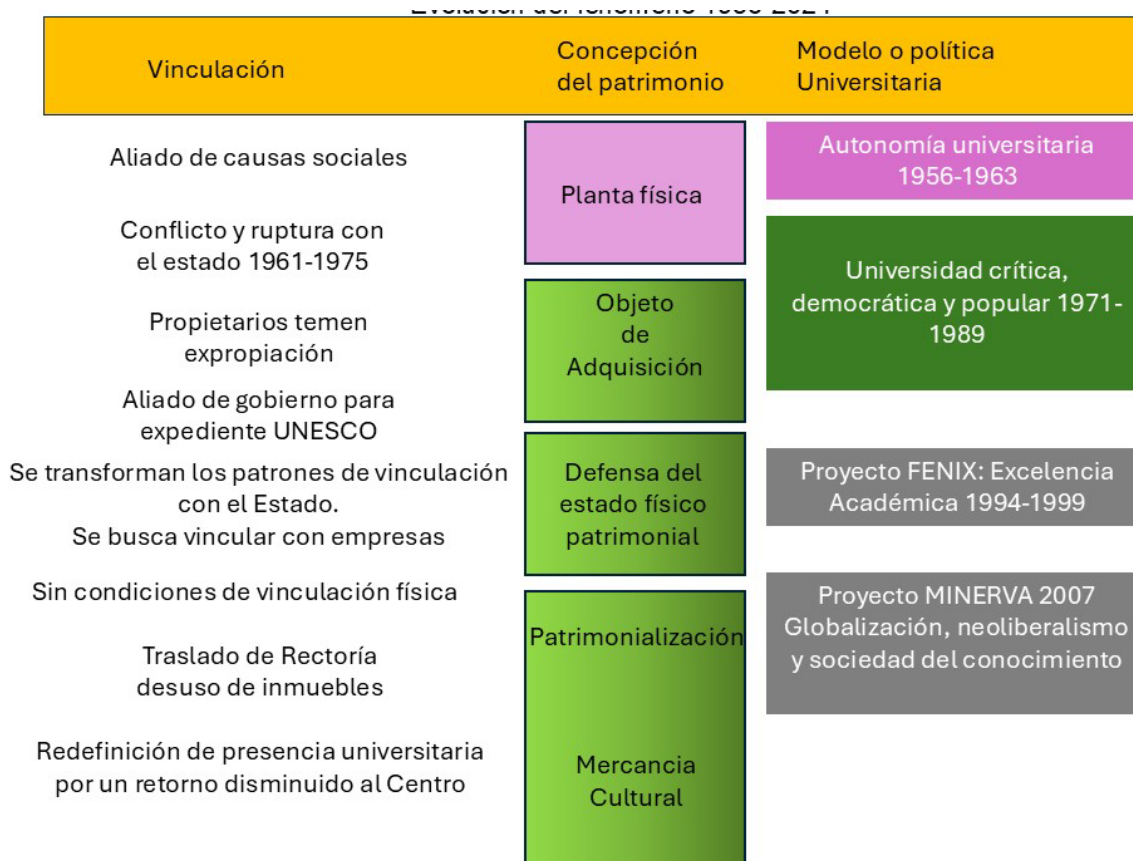 Vinculación
Concepción
del patrimonio
Modelo o política
Universitaria
Aliado de causas sociales
Conflicto y ruptura con
el estado 1961-1975
Propietarios temen
expropiación
Aliado de gobierno para
expediente UNESCO
Se transforman los patrones de vinculación
con el Estado.
Se busca vincular con empresas
Sin condiciones de vinculación física
Traslado de Rectoría
desuso de inmuebles
Redefinición de presencia universitaria
por un retorno disminuido al Centro
Planta física
Objeto
de
Adquisición
Defensa del
estado físico
patrimonial
Patrimonialización
Mercancia
Cultural
Autonomía universitaria
1956-1963
Universidad crítica,
democrática y popular 1971-
1989
Proyecto FENIX: Excelencia
Académica 1994-1999
Proyecto MINERVA 2007
Globalización, neoliberalismo
y sociedad del conocimiento